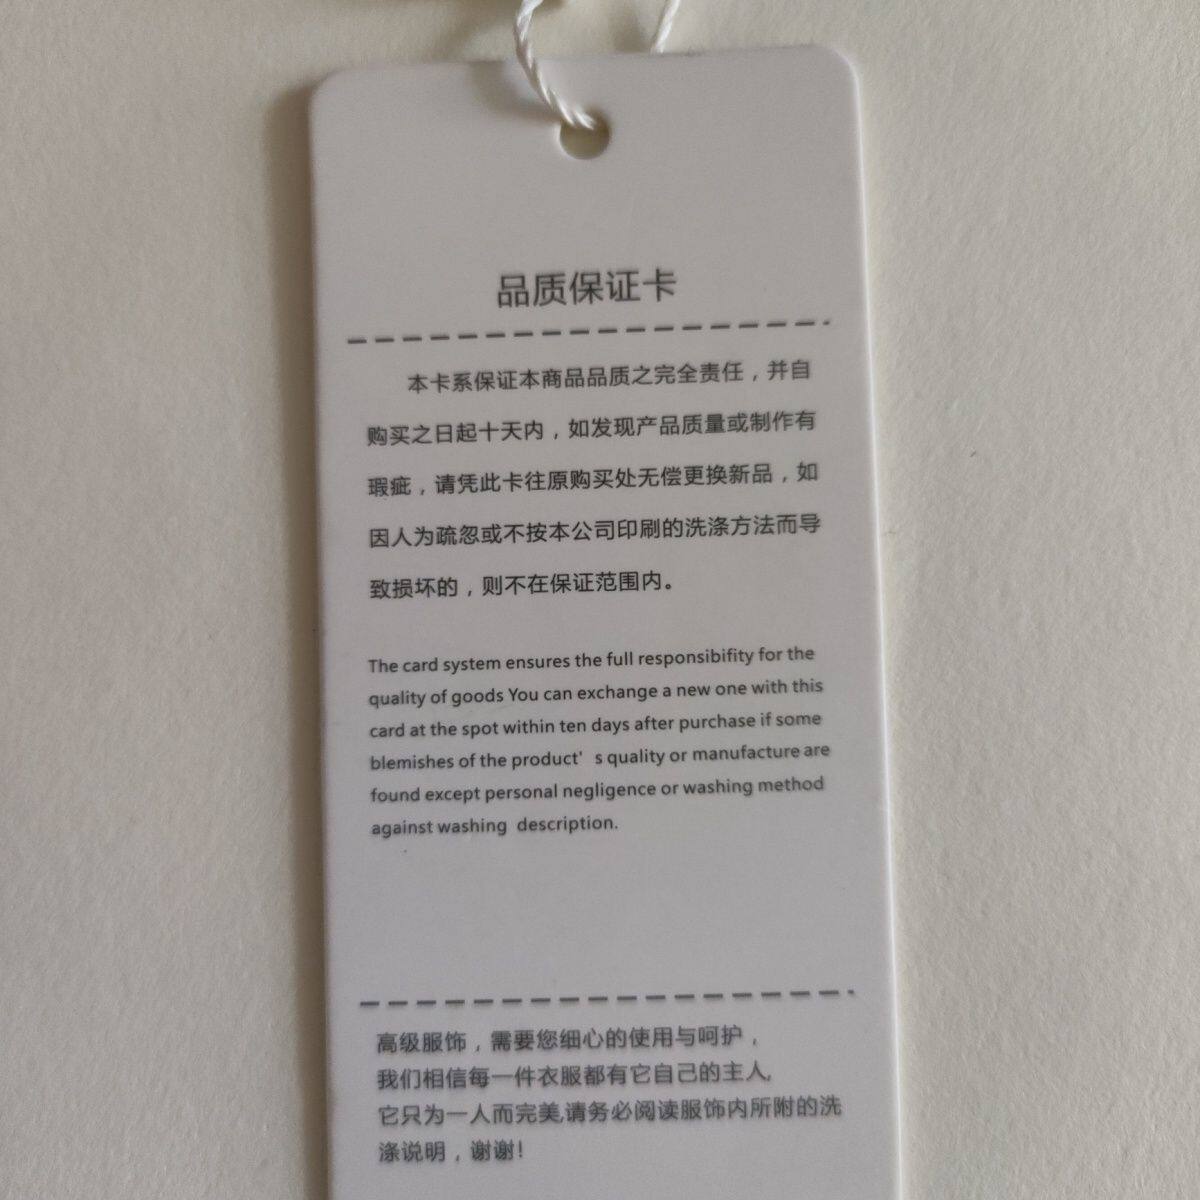 品质保证卡
本卡系保证本商品品质之完全责任，并自
购买之日起十天内，如发现产品质量或制作有
瑕疵，请凭此卡往原购买处无偿更换新品，如
因人为疏忽或不按本公司印刷的洗涤方法而导
致损坏的，则不在保证范围内。
The card system ensures the full responsibifity for the
quality of goods You can exchange a new one with this
card at the spot within ten days after purchase if some
blemishes of the product' s quality or manufacture are
found except personal negligence or washing method
against washing description.
高级服饰，需要您细心的使用与呵护，
我们相信每一件衣服都有它自己的主人,
它只为一人而完美,请务必阅读服饰内所附的洗
涤说明，谢谢!